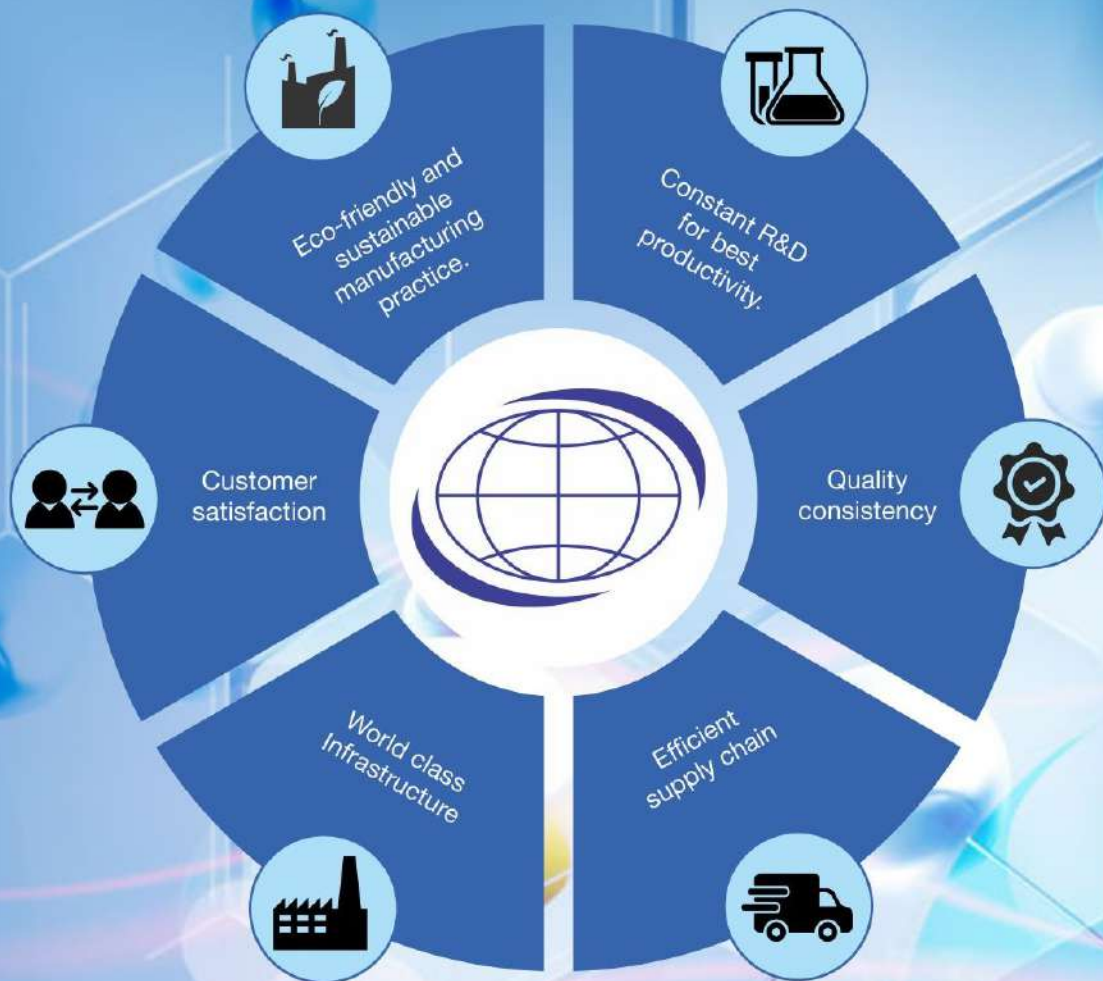 Eco-friendly and
sustainable
manufacturing
practice.
Constant R&D
for best
productivity.
Customer
satisfaction
Quality
consistency
World class
Infrastructure
Efficient
supply chain